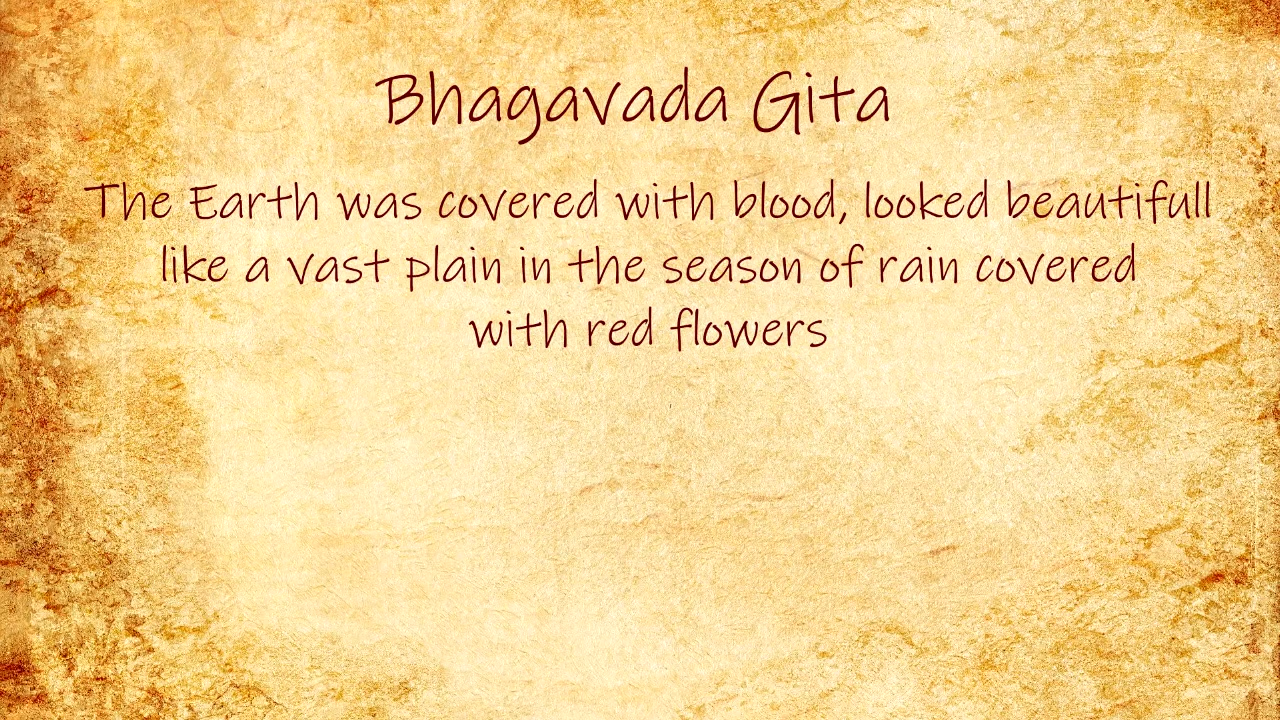 Bhagavada Gita
The Earth was covered with blood, looked beautifull
like a vast plain in the season of rain covered
with red flowers